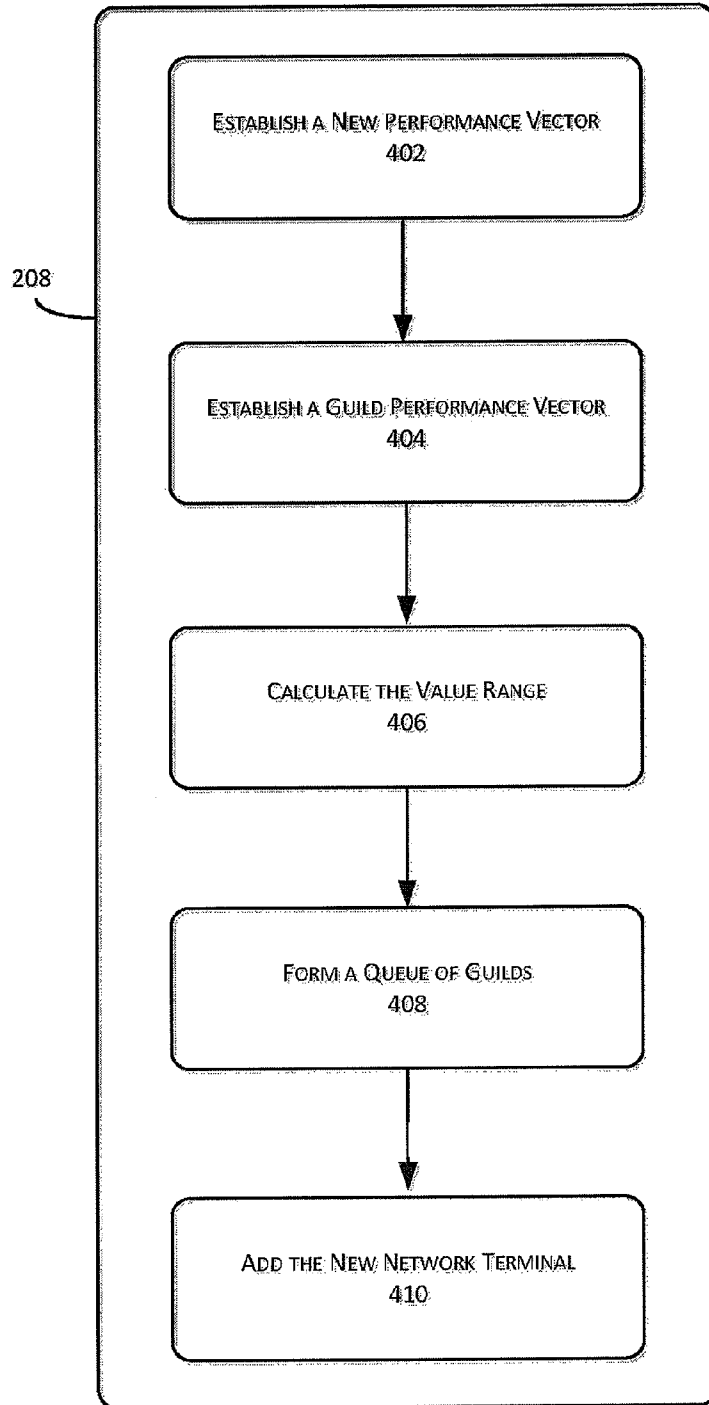 ESTABLISH A NEW PERFORMANCE VECTOR
402
208
ESTABLISH A GUILD PERFORMANCE VECTOR
404
CALCULATE THE VALUE RANGE
406
FORM A QUEUE OF GUILDS
408
ADD THE NEW NETWORK TERMINAL
410